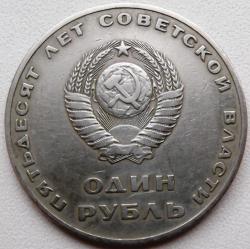 ПЯТЬДЕСЯТ ЛЕТ СОВЕТСКОЙ ВЛАСТИ
ОДИН
РУБЛЬ